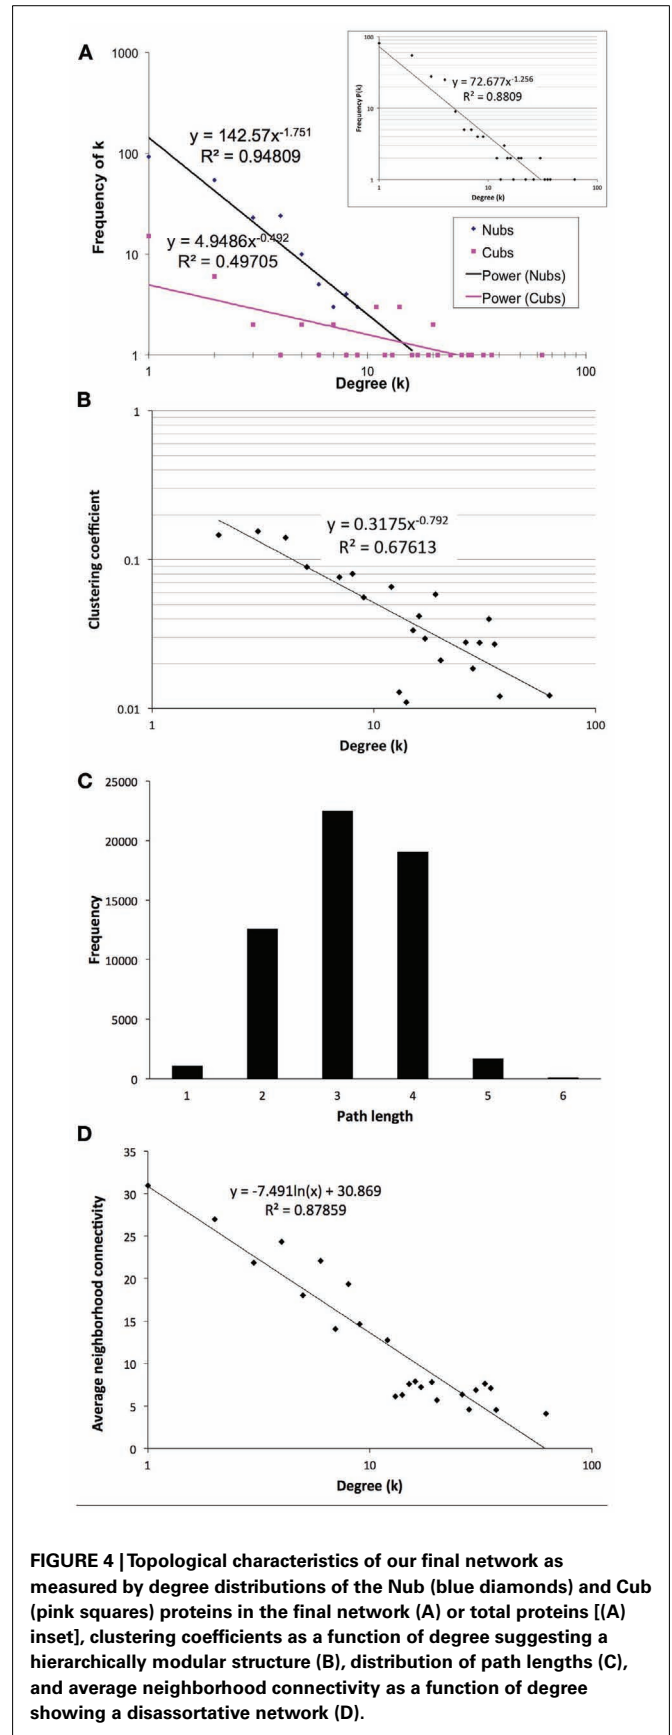 A
1000
100
10
1
Frequency of k
y = 142.57x-1.751
R² = 0.94809
y = 4.9486x-0.492
R² = 0.49705
1 10 100
Degree (k)
100
10
1
Frequency P(k)
y = 72.677x-1.256
R² = 0.8809
1 10 100
Degree (k)
Nubs
Cubs
Power (Nubs)
Power (Cubs)
B
1
0.1
0.01
Clustering coefficient
y = 0.3175x-0.792
R² = 0.67613
1 10 100
Degree (k)
C
25000
20000
15000
10000
5000
0
Frequency
1 2 3 4 5 6
Path length
D
35
30
25
20
15
10
5
0
Average neighborhood connectivity
y = -7.491ln(x) + 30.869
R² = 0.87859
1 10 100
Degree (k)
FIGURE 4 | Topological characteristics of our final network as
measured by degree distributions of the Nub (blue diamonds) and Cub
(pink squares) proteins in the final network (A) or total proteins [(A)
inset], clustering coefficients as a function of degree suggesting a
hierarchically modular structure (B), distribution of path lengths (C),
and average neighborhood connectivity as a function of degree
showing a disassortative network (D).